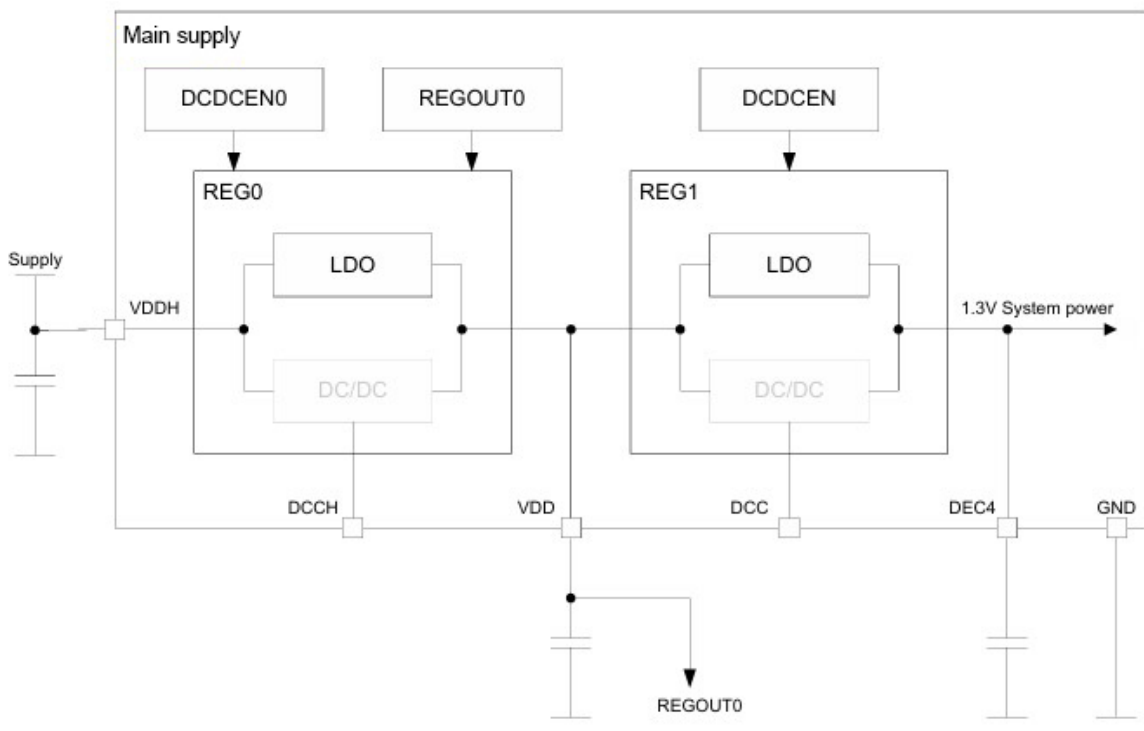 Main supply
DCDCEN0
REGOUT0
DCDCEN
REG0
REG1
LDO
LDO
Supply
VDDH
1.3V System power
DC/DC
DC/DC
DCCH
VDD
DCC
DEC4
GND
REGOUT0